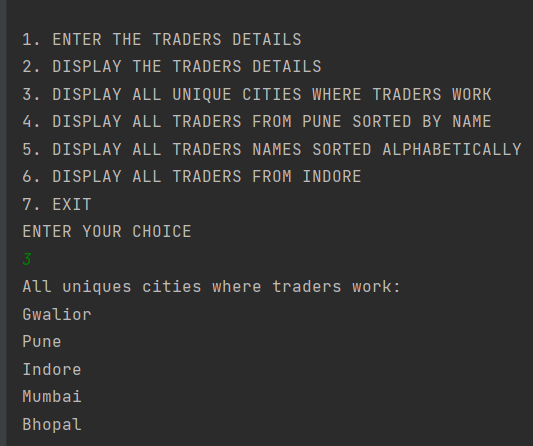 1. ENTER THE TRADERS DETAILS
2. DISPLAY THE TRADERS DETAILS
3. DISPLAY ALL UNIQUE CITIES WHERE TRADERS WORK
4. DISPLAY ALL TRADERS FROM PUNE SORTED BY NAME
5. DISPLAY ALL TRADERS NAMES SORTED ALPHABETICALLY
6. DISPLAY ALL TRADERS FROM INDORE
7. EXIT
ENTER YOUR CHOICE
3
All uniques cities where traders work:
Gwalior
Pune
Indore
Mumbai
Bhopal